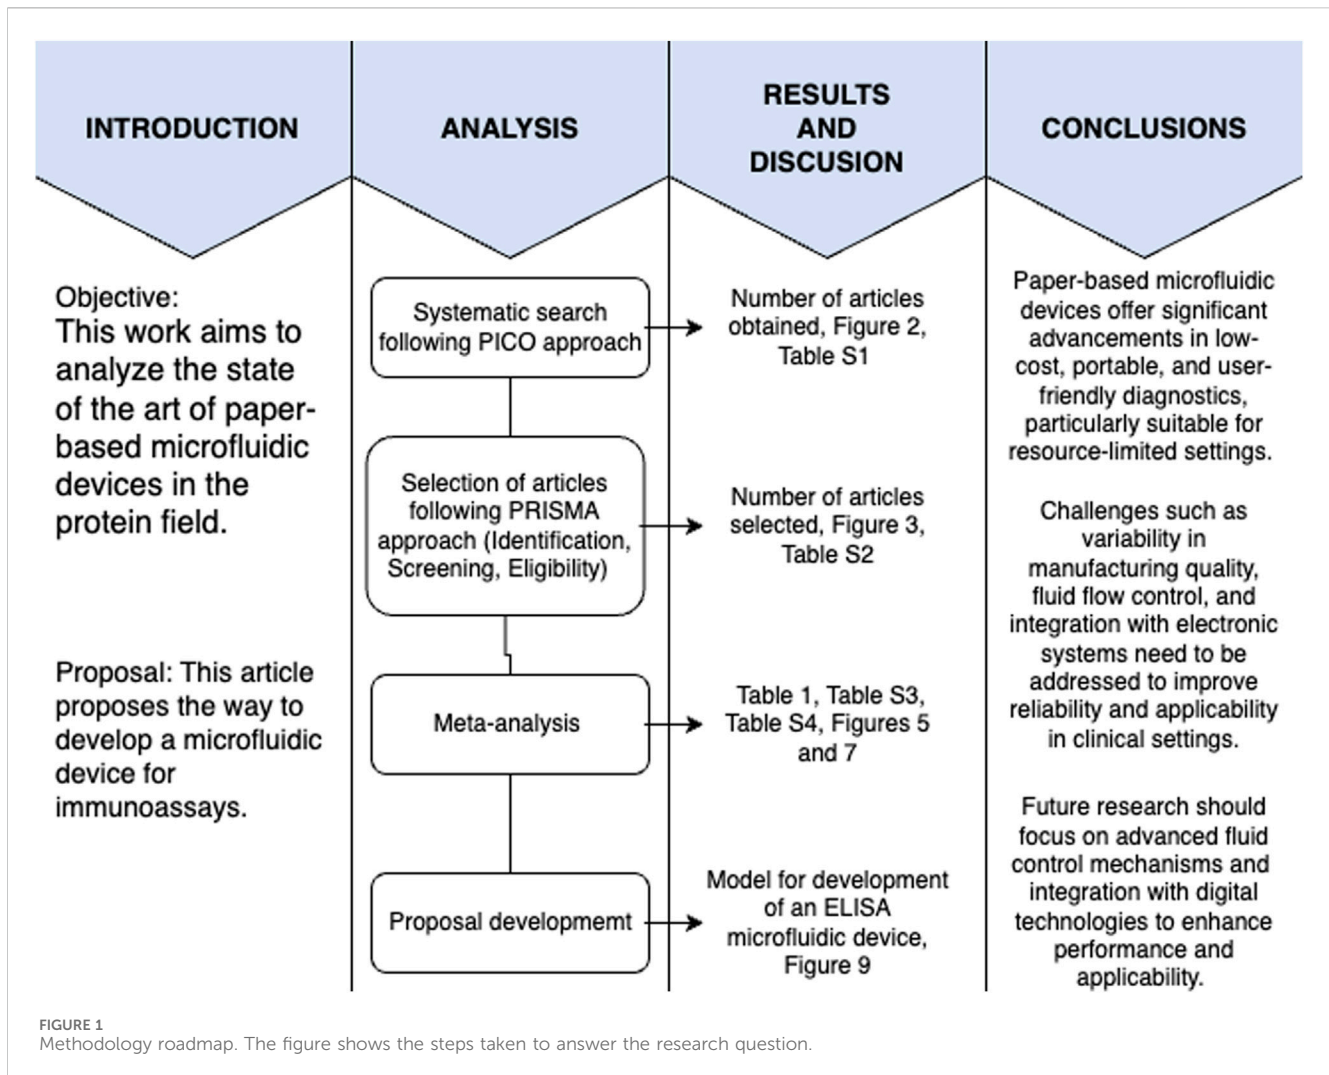 INTRODUCTION
Objective:
This work aims to
analyze the state
of the art of paper-
based microfluidic
devices in the
protein field.
Proposal: This article
proposes the way to
develop a microfluidic
device for
immunoassays.
ANALYSIS
Systematic search
following PICO approach
Selection of articles
following PRISMA
approach (Identification,
Screening, Eligibility)
Meta-analysis
Proposal developmemt
RESULTS
AND
DISCUSION
Number of articles
obtained, Figure 2,
Table S1
Number of articles
selected, Figure 3,
Table S2
Table 1, Table S3,
Table S4, Figures 5
and 7
Model for development
of an ELISA
microfluidic device,
Figure 9
CONCLUSIONS
Paper-based microfluidic
devices offer significant
advancements in low-
cost, portable, and user-
friendly diagnostics,
particularly suitable for
resource-limited settings.
Challenges such as
variability in
manufacturing quality,
fluid flow control, and
integration with electronic
systems need to be
addressed to improve
reliability and applicability
in clinical settings.
Future research should
focus on advanced fluid
control mechanisms and
integration with digital
technologies to enhance
performance and
applicability.
FIGURE 1
Methodology roadmap. The figure shows the steps taken to answer the research question.